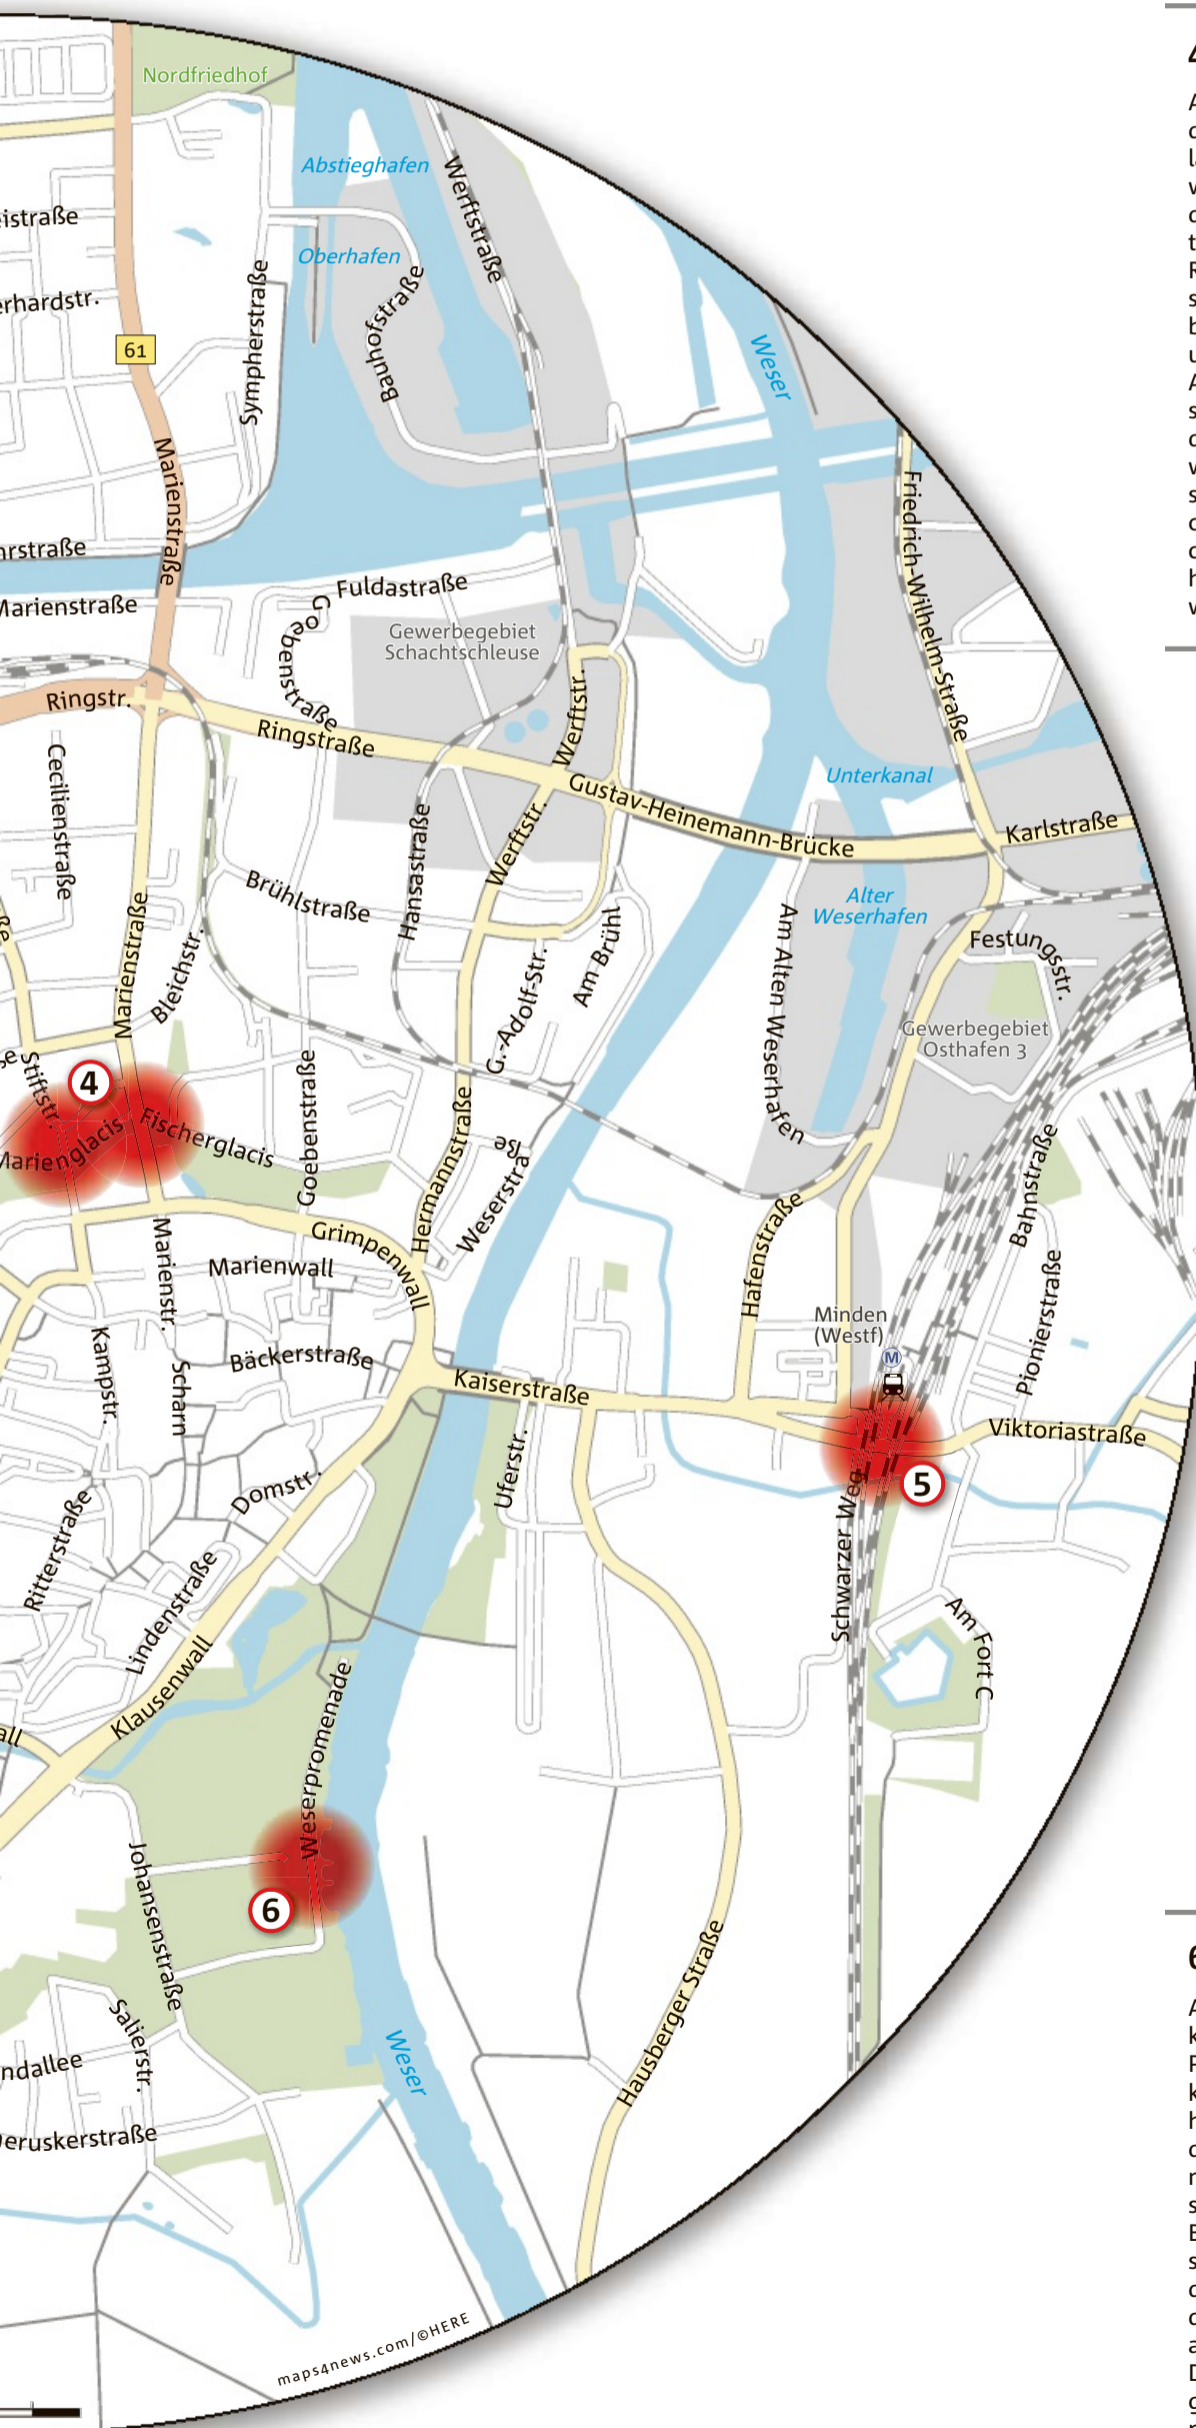 Nordfriedhof
Abstieghafen
Werftstraße
istraße
Oberhafen
Sympherstraße
Bauhofstraße
rhardstr.
61
Weser
Marienstraße
Friedrich-Wilhelm-Straße
rstraße
Fuldastraße
Marienstraße
Goebenstraße
Gewerbegebiet
Schachtschleuse
Ringstr.
Werftstr.
Ringstraße
Cecilienstraße
Unterkanal
Gustav-Heinemann-Brücke
Karlstraße
Werftstr.
Hansastraße
Brühlstraße
Alter
Weserhafen
Marienstraße
Am Alten Weserhafen
Am Brühl
Festungsstr.
Bleichstr.
G.-Adolf-Str.
Gewerbegebiet
Osthafen 3
Stiftstr.
4
Goebenstraße
Marienglacis
Fischerglacis
Hermannstraße
Weserstraße
Bahnstraße
Hafenstraße
Grimpenwall
Marienstr.
Marienwall
Pionierstraße
Minden
(Westf)
M
Kampstr.
Scharn
Bäckerstraße
Kaiserstraße
Viktoriastraße
Uferstr.
5
Domstr.
Schwarzer Weg
Ritterstraße
Lindenstraße
Am Fort C
Klausenwall
all
Weserpromenade
6
Johansenstraße
Hausberger Straße
Salierstr.
Weser
ndallee
eruskerstraße
maps4news.com/©HERE